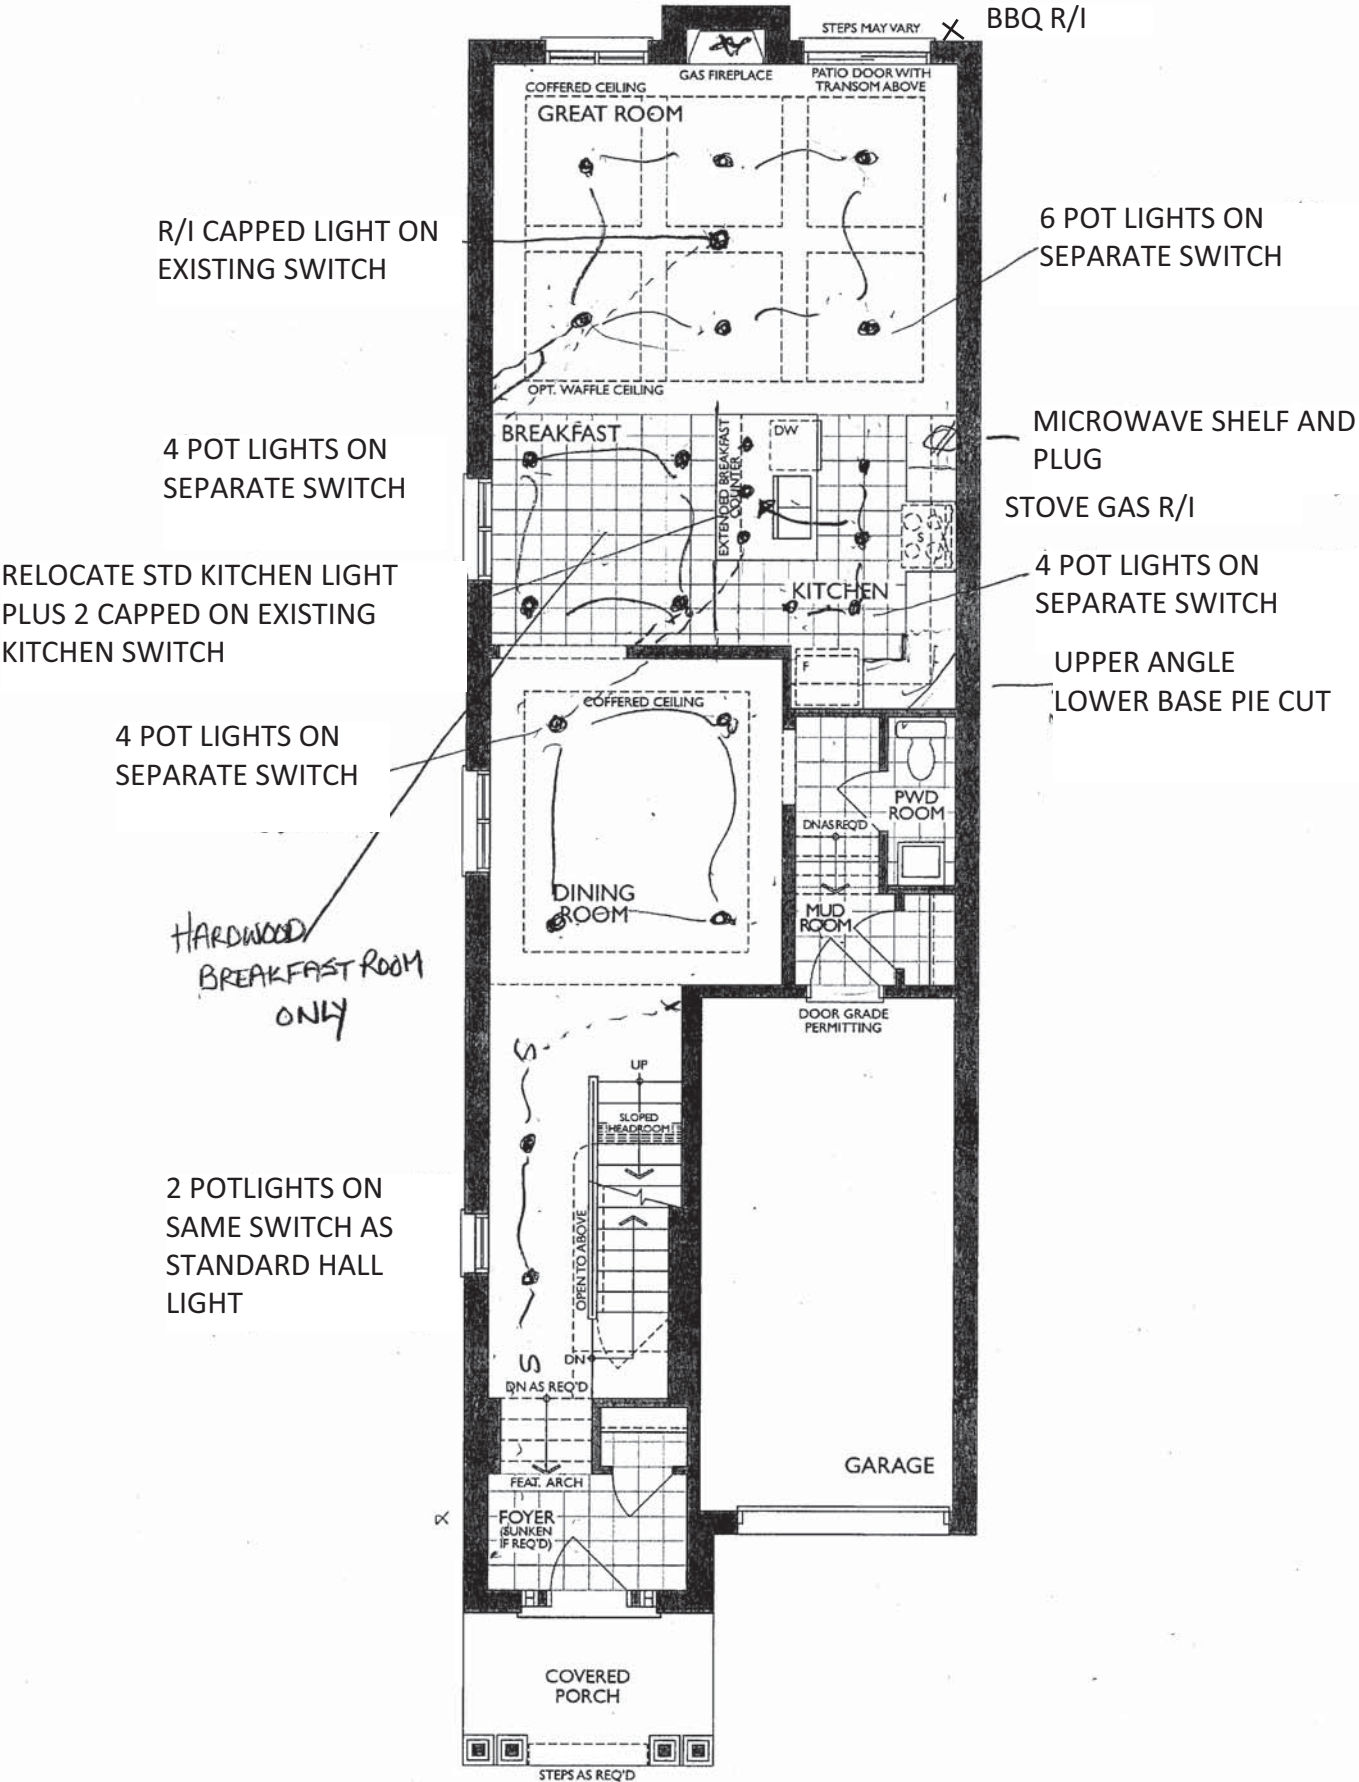 BBQ R/I
STEPS MAY VARY
GAS FIREPLACE
PATIO DOOR WITH
TRANSOM ABOVE
COFFERED CEILING
GREAT ROOM
R/I CAPPED LIGHT ON
EXISTING SWITCH
6 POT LIGHTS ON
SEPARATE SWITCH
OPT. WAFFLE CEILING
BREAKFAST
EXTENDED BREAKFAST
COUNTER
DW
MICROWAVE SHELF AND
PLUG
4 POT LIGHTS ON
SEPARATE SWITCH
STOVE GAS R/I
S
RELOCATE STD KITCHEN LIGHT
PLUS 2 CAPPED ON EXISTING
KITCHEN SWITCH
KITCHEN
4 POT LIGHTS ON
SEPARATE SWITCH
F
UPPER ANGLE
LOWER BASE PIE CUT
COFFERED CEILING
4 POT LIGHTS ON
SEPARATE SWITCH
PWD
ROOM
DN AS REQ'D
DINING
ROOM
MUD
ROOM
HARDWOOD
BREAKFAST ROOM
ONLY
DOOR GRADE
PERMITTING
S
UP
SLOPED
HEADROOM
2 POTLIGHTS ON
SAME SWITCH AS
STANDARD HALL
LIGHT
OPEN TO ABOVE
S
DN
DN AS REQ'D
GARAGE
FEAT. ARCH
FOYER
(SUNKEN
IF REQ'D)
COVERED
PORCH
STEPS AS REQ'D